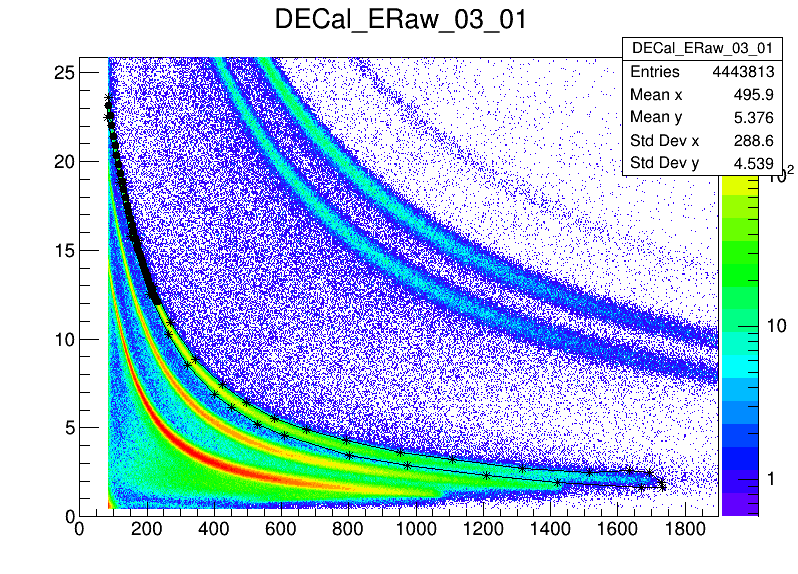 DECal_ERaw_03_01
DECal_ERaw_03_01
Entries 4443813
Mean x 495.9
Mean y 5.376
Std Dev x 288.6
Std Dev y 4.539
25
20
15
10
5
0
0 200 400 600 800 1000 1200 1400 1600 1800
10²
10
1